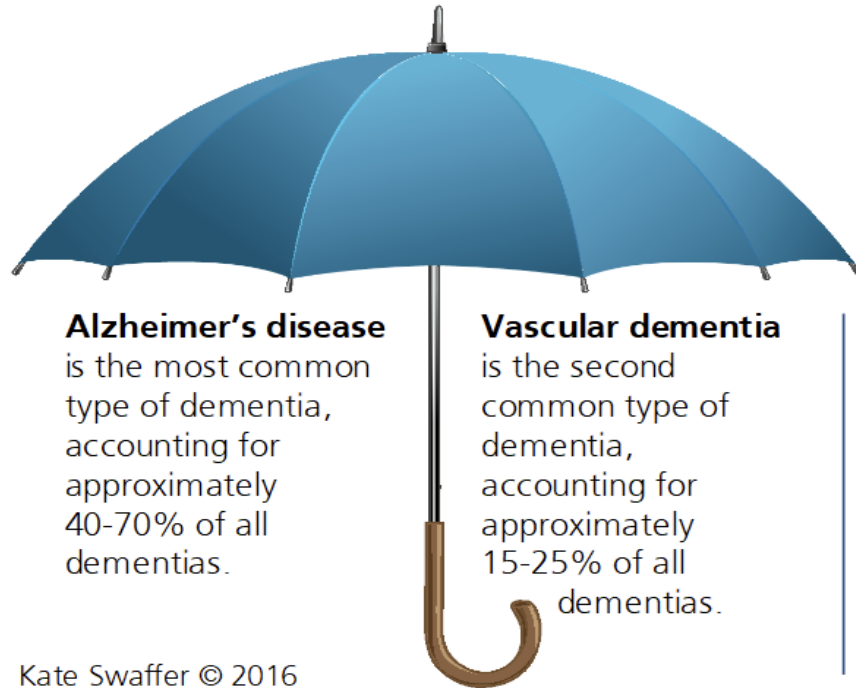 Alzheimer's disease
is the most common
type of dementia,
accounting for
approximately
40-70% of all
dementias.
Vascular dementia
is the second
common type of
dementia,
accounting for
approximately
15-25% of all
dementias.
Kate Swaffer © 2016